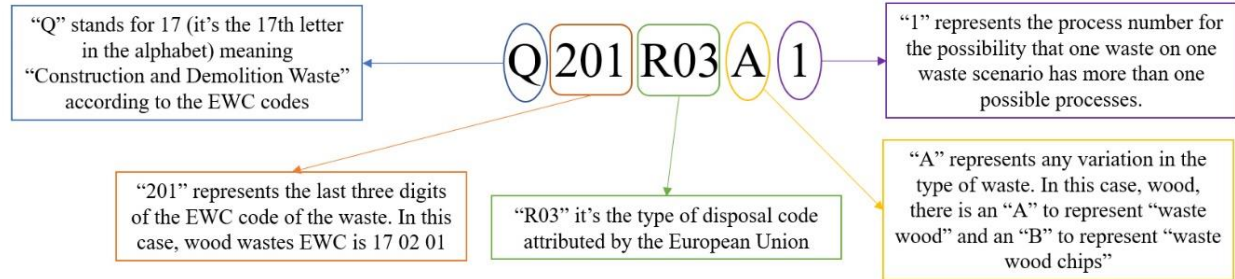 “Q” stands for 17 (it’s the 17th letter
in the alphabet) meaning
“Construction and Demolition Waste”
according to the EWC codes
Q 201 R03 A 1
“1” represents the process number for
the possibility that one waste on one
waste scenario has more than one
possible processes.
“201” represents the last three digits
of the EWC code of the waste. In this
case, wood wastes EWC is 17 02 01
“R03” it’s the type of disposal code
attributed by the European Union
“A” represents any variation in the
type of waste. In this case, wood,
there is an “A” to represent “waste
wood” and an “B” to represent “waste
wood chips”